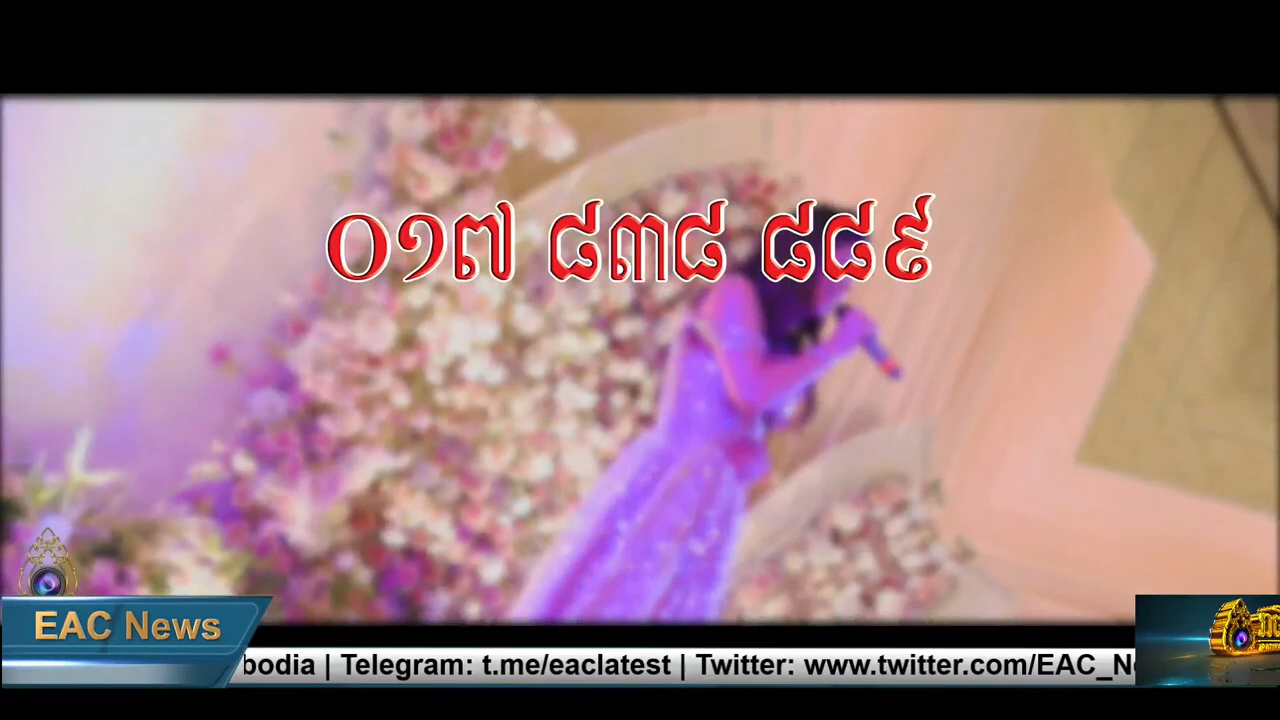 ០១៧ ៨៣៨ ៨៨៩
EAC News
bodia | Telegram: t.me/eaclatest | Twitter: www.twitter.com/EAC_Ne